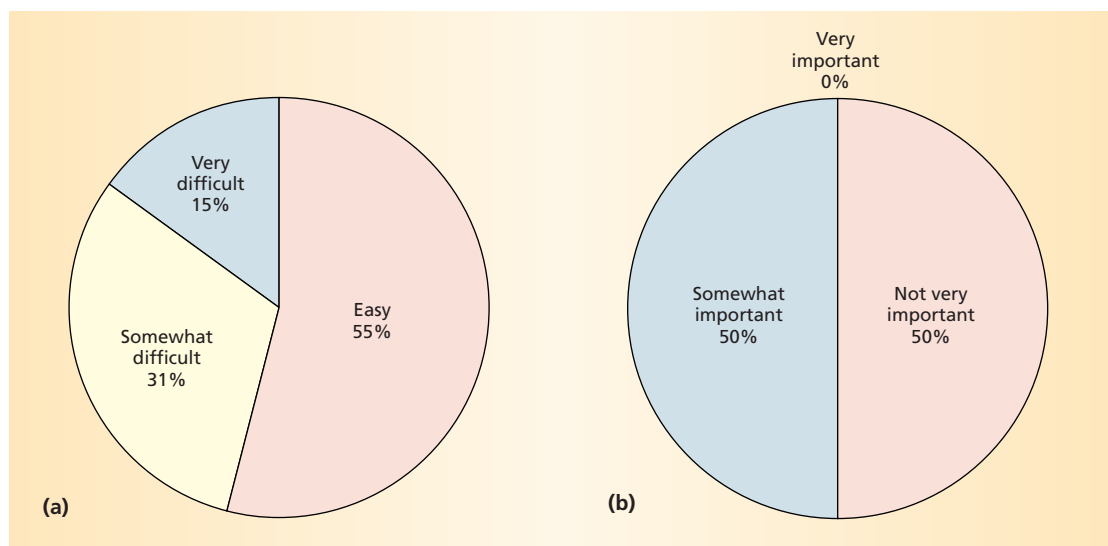 Very
difficult
15%
Easy
55%
Somewhat
difficult
31%
(a)
Very
important
0%
Somewhat
important
50%
Not very
important
50%
(b)